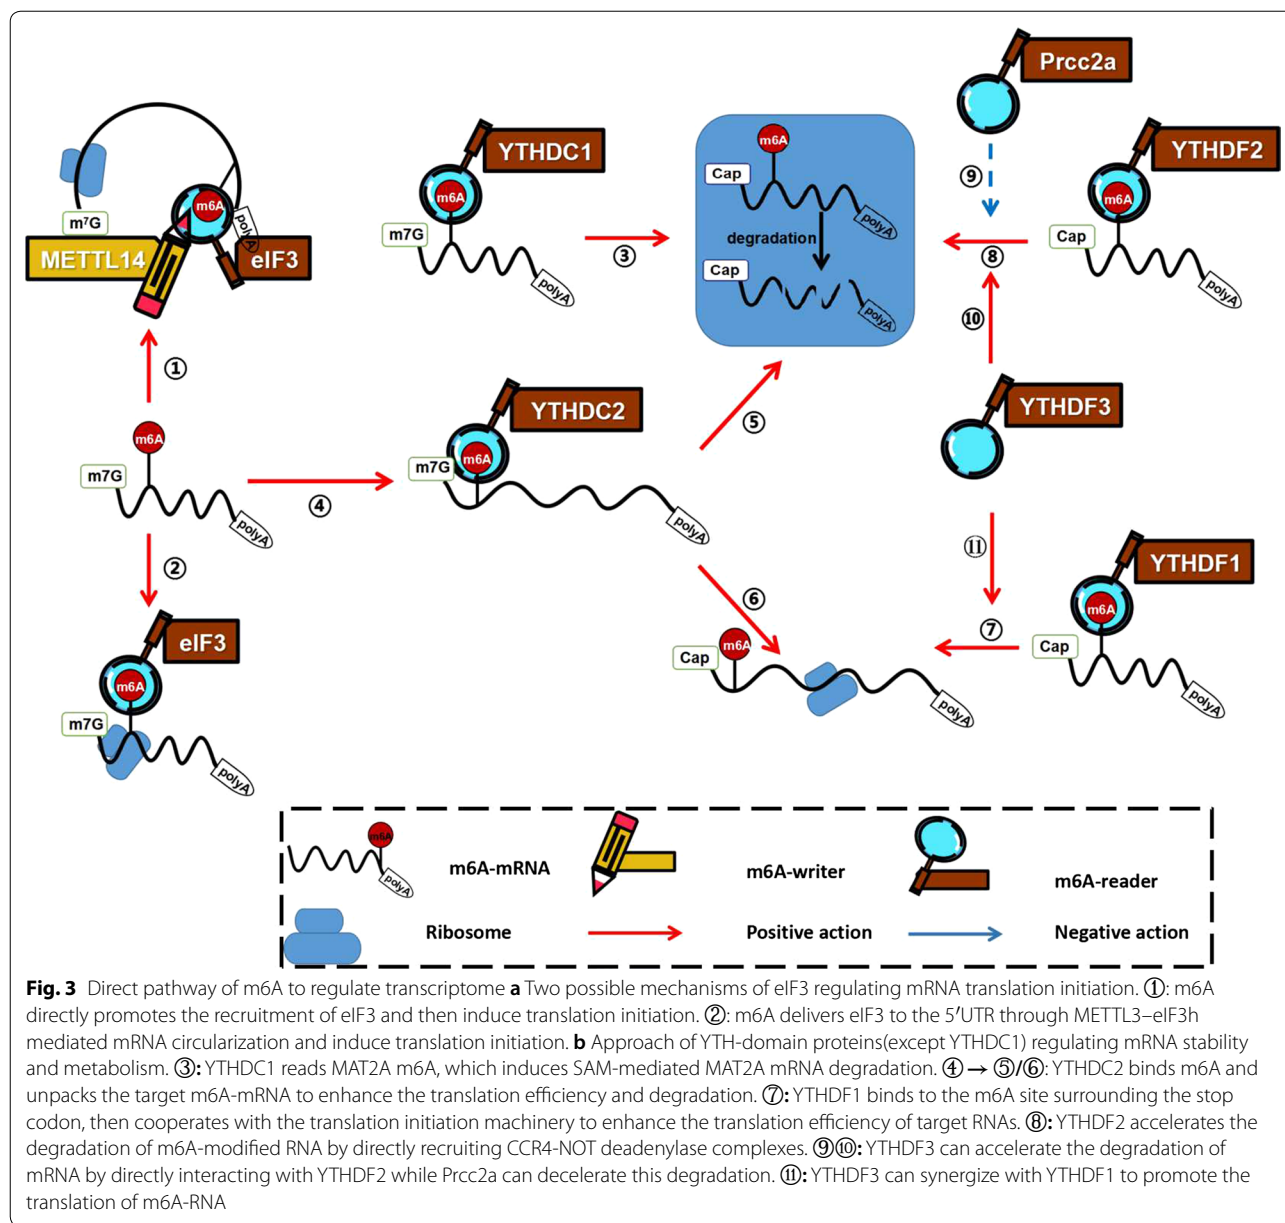 Prcc2a
YTHDC1
m6A
YTHDF2
Cap
m6A
m6A
⑨
m6A
polyA
m7G
m7G
polyA
degradation
Cap
METTL14
eIF3
③
⑧
Cap
polyA
polyA
polyA
polyA
⑩
①
YTHDC2
YTHDF3
⑤
m6A
m6A
m7G
m7G
④
polyA
polyA
②
⑪
YTHDF1
⑥
m6A
eIF3
m6A
⑦
Cap
Cap
m6A
m7G
polyA
polyA
polyA
m6A
polyA
m6A-mRNA
m6A-writer
m6A-reader
Ribosome
Positive action
Negative action
Fig. 3 Direct pathway of m6A to regulate transcriptome a Two possible mechanisms of eIF3 regulating mRNA translation initiation. ①: m6A
directly promotes the recruitment of eIF3 and then induce translation initiation. ②: m6A delivers eIF3 to the 5′UTR through METTL3–eIF3h
mediated mRNA circularization and induce translation initiation. b Approach of YTH-domain proteins(except YTHDC1) regulating mRNA stability
and metabolism. ③: YTHDC1 reads MAT2A m6A, which induces SAM-mediated MAT2A mRNA degradation. ④ → ⑤/⑥: YTHDC2 binds m6A and
unpacks the target m6A-mRNA to enhance the translation efficiency and degradation. ⑦: YTHDF1 binds to the m6A site surrounding the stop
codon, then cooperates with the translation initiation machinery to enhance the translation efficiency of target RNAs. ⑧: YTHDF2 accelerates the
degradation of m6A-modified RNA by directly recruiting CCR4-NOT deadenylase complexes. ⑨⑩: YTHDF3 can accelerate the degradation of
mRNA by directly interacting with YTHDF2 while Prcc2a can decelerate this degradation. ⑪: YTHDF3 can synergize with YTHDF1 to promote the
translation of m6A-RNA